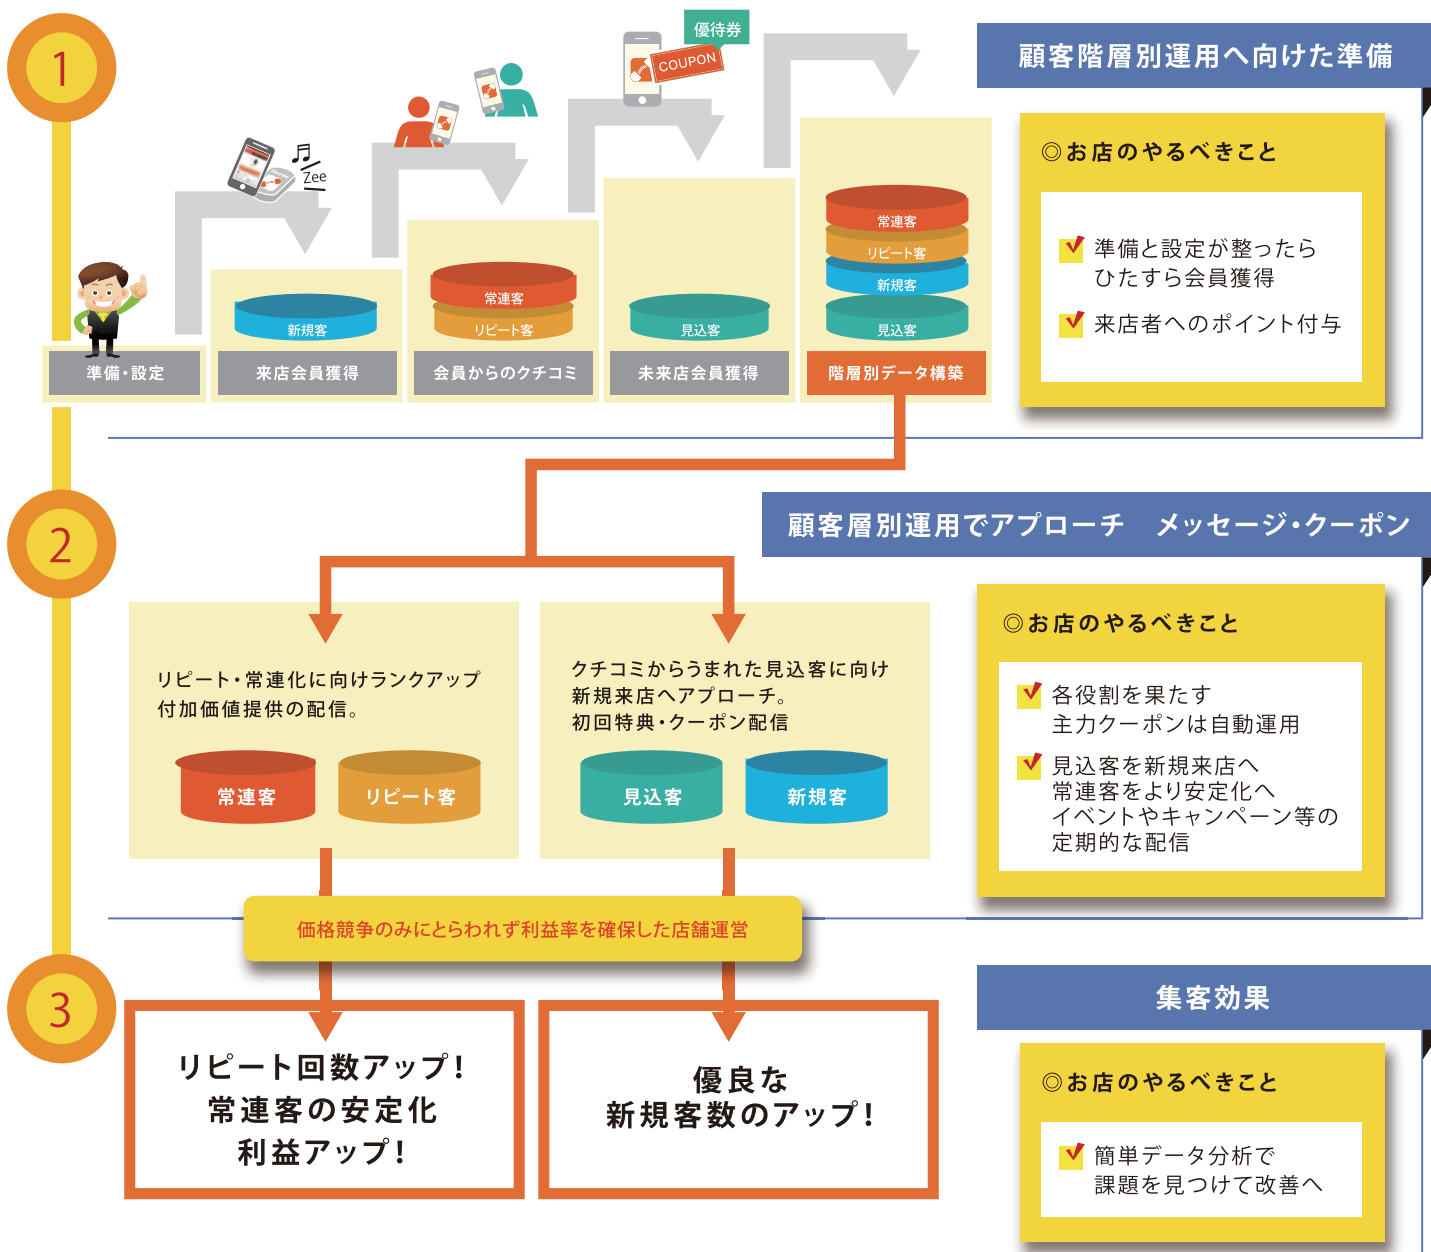 1
顧客階層別運用へ向けた準備
優待券
COUPON
Zee
◎お店のやるべきこと
準備と設定が整ったら
ひたすら会員獲得
来店者へのポイント付与
新規客
常連客
リピート客
見込客
常連客
リピート客
新規客
見込客
準備・設定
来店会員獲得
会員からのクチコミ
未来店会員獲得
階層別データ構築
2
顧客層別運用でアプローチ　メッセージ・クーポン
リピート・常連化に向けランクアップ
付加価値提供の配信。
常連客
リピート客
クチコミからうまれた見込客に向け
新規来店へアプローチ。
初回特典・クーポン配信
見込客
新規客
◎お店のやるべきこと
各役割を果たす
主力クーポンは自動運用
見込客を新規来店へ
常連客をより安定化へ
イベントやキャンペーン等の
定期的な配信
価格競争のみにとらわれず利益率を確保した店舗運営
3
集客効果
リピート回数アップ！
常連客の安定化
利益アップ！
優良な
新規客数のアップ！
◎お店のやるべきこと
簡単データ分析で
課題を見つけて改善へ